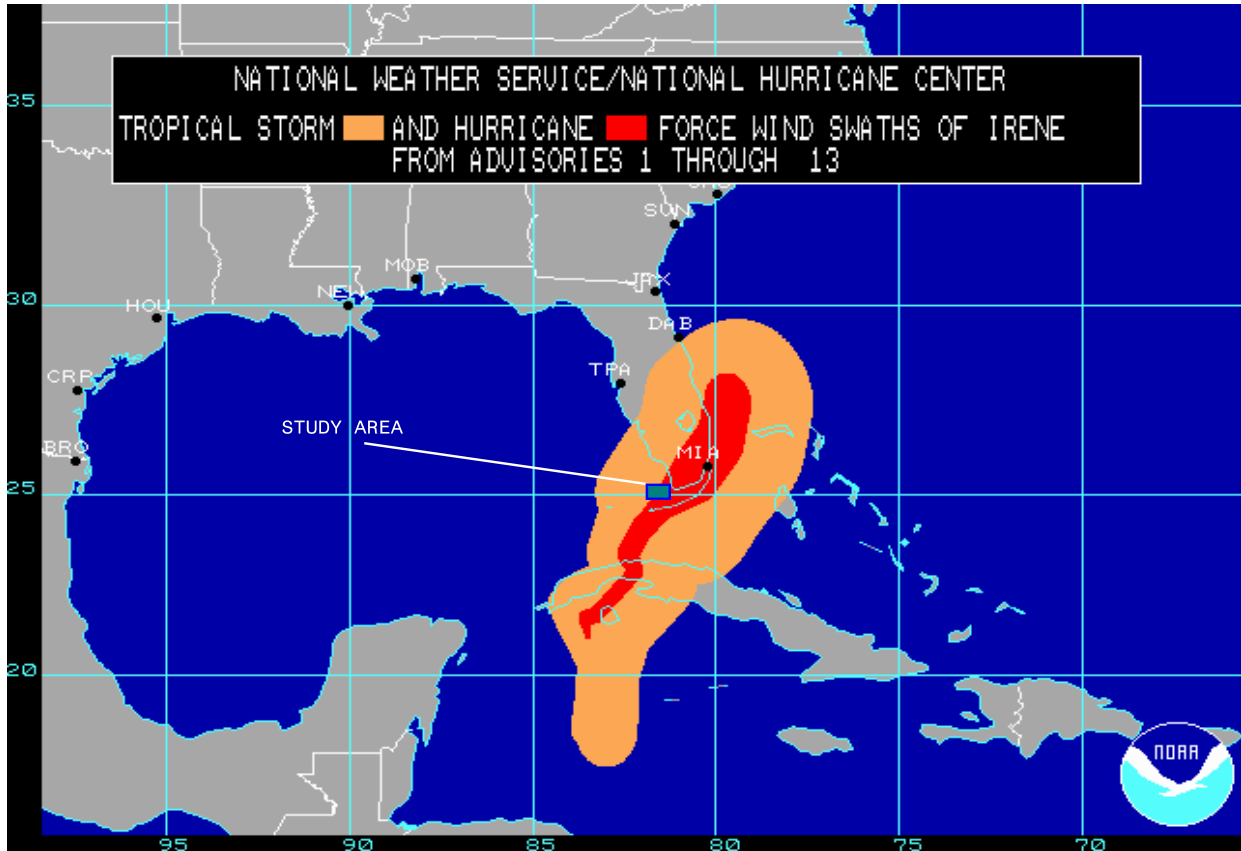 NATIONAL WEATHER SERVICE/NATIONAL HURRICANE CENTER
TROPICAL STORM AND HURRICANE FORCE WIND SWATHS OF IRENE
FROM ADVISORIES 1 THROUGH 13
35
SVN
MOB
JAX
NEW
30
HOU
DAB
TPA
CRP
STUDY AREA
BRO
MIA
25
20
NOAA
95
90
85
80
75
70